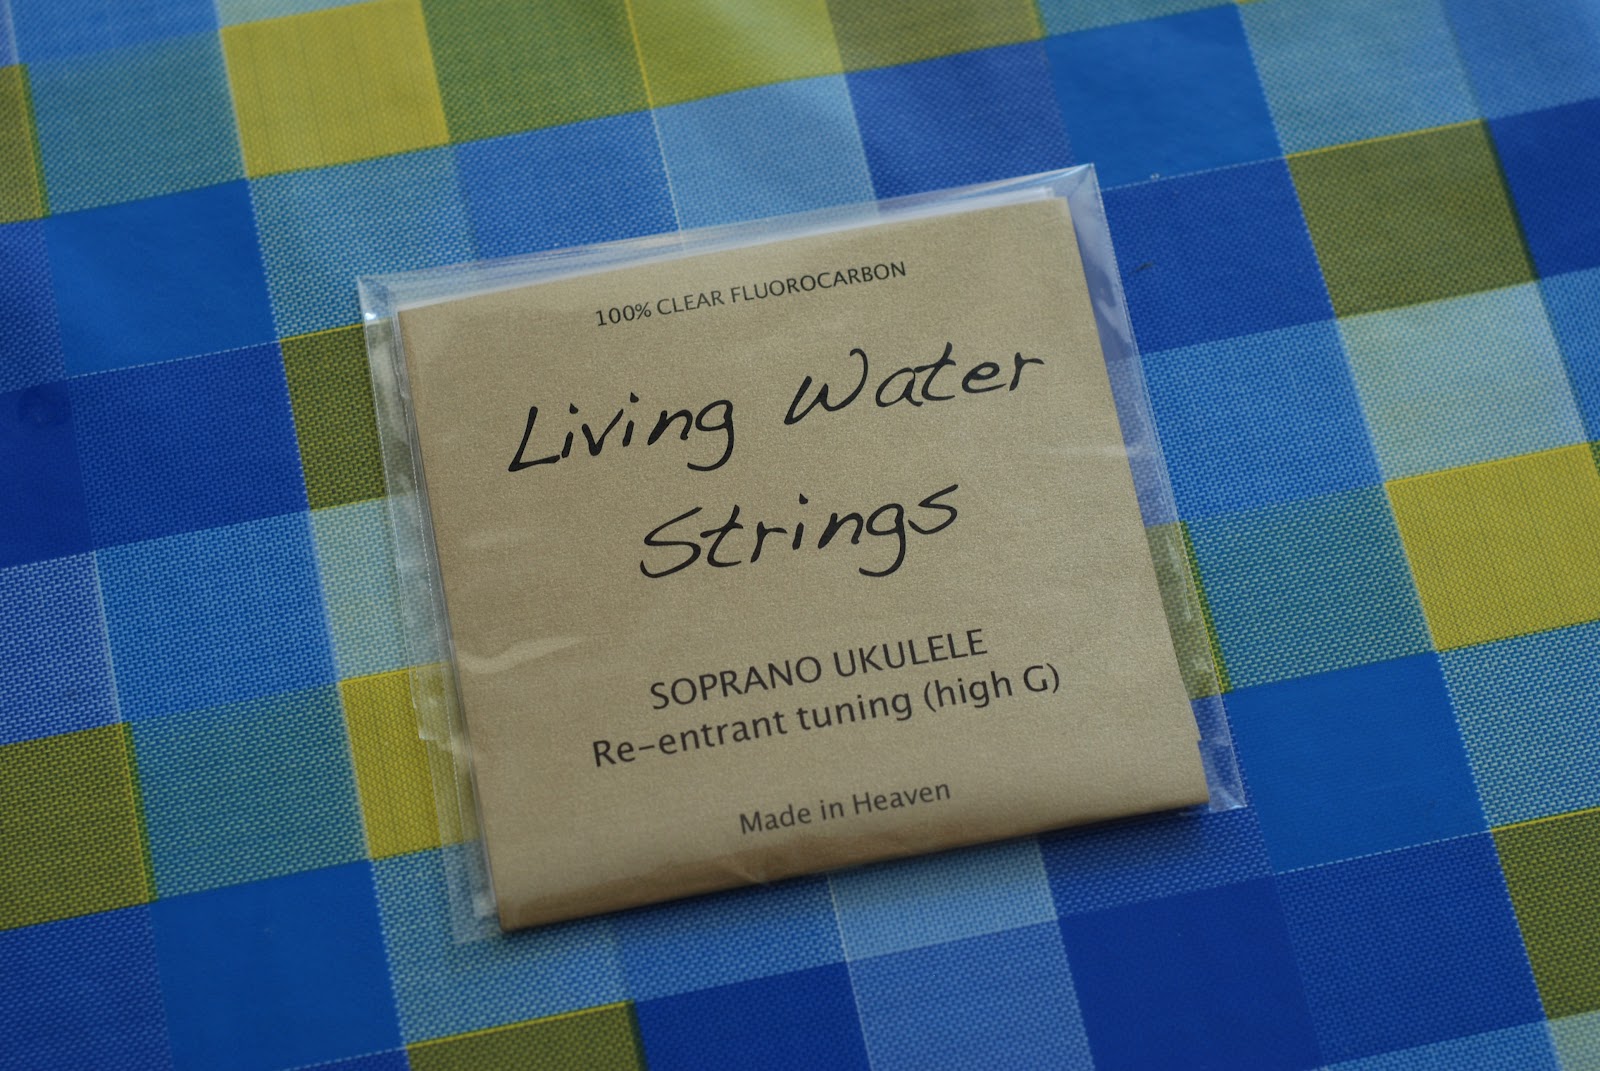 100% CLEAR FLUOROCARBON
Living Water
Strings
SOPRANO UKULELE
Re-entrant tuning (high G)
Made in Heaven